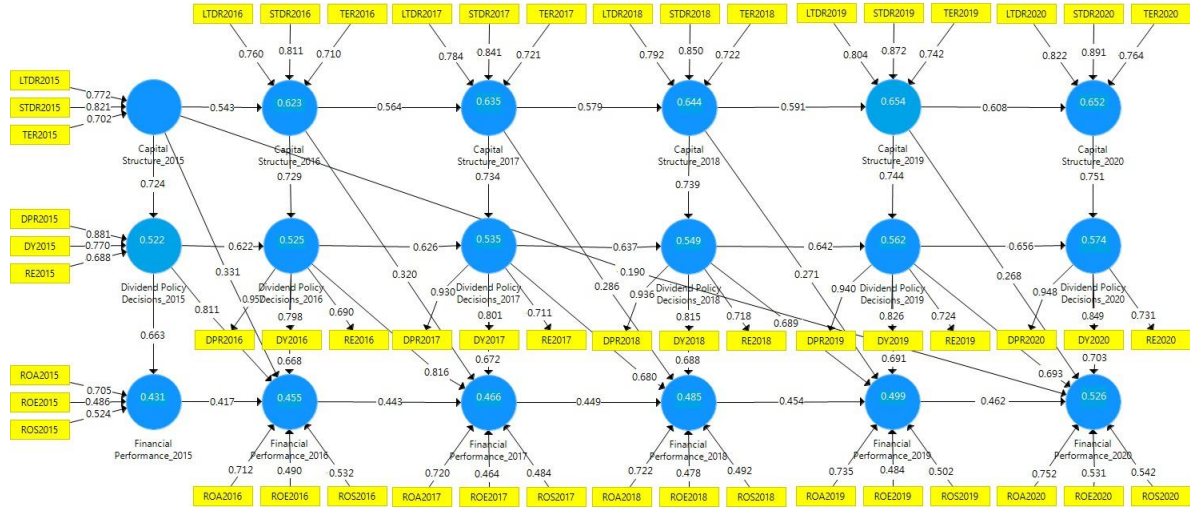 LTDR2016 STDR2016 TER2016 LTDR2017 STDR2017 TER2017 LTDR2018 STDR2018 TER2018 LTDR2019 STDR2019 TER2019 LTDR2020 STDR2020 TER2020
0.811 0.841 0.850 0.872 0.891
0.760 0.710 0.784 0.721 0.792 0.722 0.804 0.742 0.822 0.764
LTDR2015
0.772
STDR2015 0.821 0.543 0.623 0.564 0.635 0.579 0.644 0.591 0.654 0.608 0.652
0.702
TER2015
Capital Capital Capital Capital Capital Capital
Structure_2015 Structure_2016 Structure_2017 Structure_2018 Structure_2019 Structure_2020
0.724 0.729 0.734 0.739 0.744 0.751
DPR2015
0.881
DY2015 0.770 0.522 0.622 0.525 0.626 0.535 0.637 0.549 0.642 0.562 0.656 0.574
0.688
RE2015
0.331 0.320 0.286 0.190 0.271 0.268
Dividend Policy Dividend Policy Dividend Policy Dividend Policy Dividend Policy Dividend Policy
Decisions_2015 Decisions_2016 Decisions_2017 Decisions_2018 Decisions_2019 Decisions_2020
0.930 0.936 0.940 0.948
0.811 0.798 0.690 0.801 0.711 0.815 0.718 0.689 0.826 0.724 0.849 0.731
0.663
DPR2016 DY2016 RE2016 DPR2017 DY2017 RE2017 DPR2018 DY2018 RE2018 DPR2019 DY2019 RE2019 DPR2020 DY2020 RE2020
0.668 0.816 0.672 0.680 0.688 0.691 0.693 0.703
ROA2015
0.705
ROE2015 0.486 0.431 0.417 0.455 0.443 0.466 0.449 0.485 0.454 0.499 0.462 0.526
0.524
ROS2015
Financial Financial Financial Financial Financial Financial
Performance_2015 Performance_2016 Performance_2017 Performance_2018 Performance_2019 Performance_2020
0.712 0.490 0.532 0.720 0.464 0.484 0.722 0.478 0.492 0.735 0.484 0.502 0.752 0.531 0.542
ROA2016 ROE2016 ROS2016 ROA2017 ROE2017 ROS2017 ROA2018 ROE2018 ROS2018 ROA2019 ROE2019 ROS2019 ROA2020 ROE2020 ROS2020